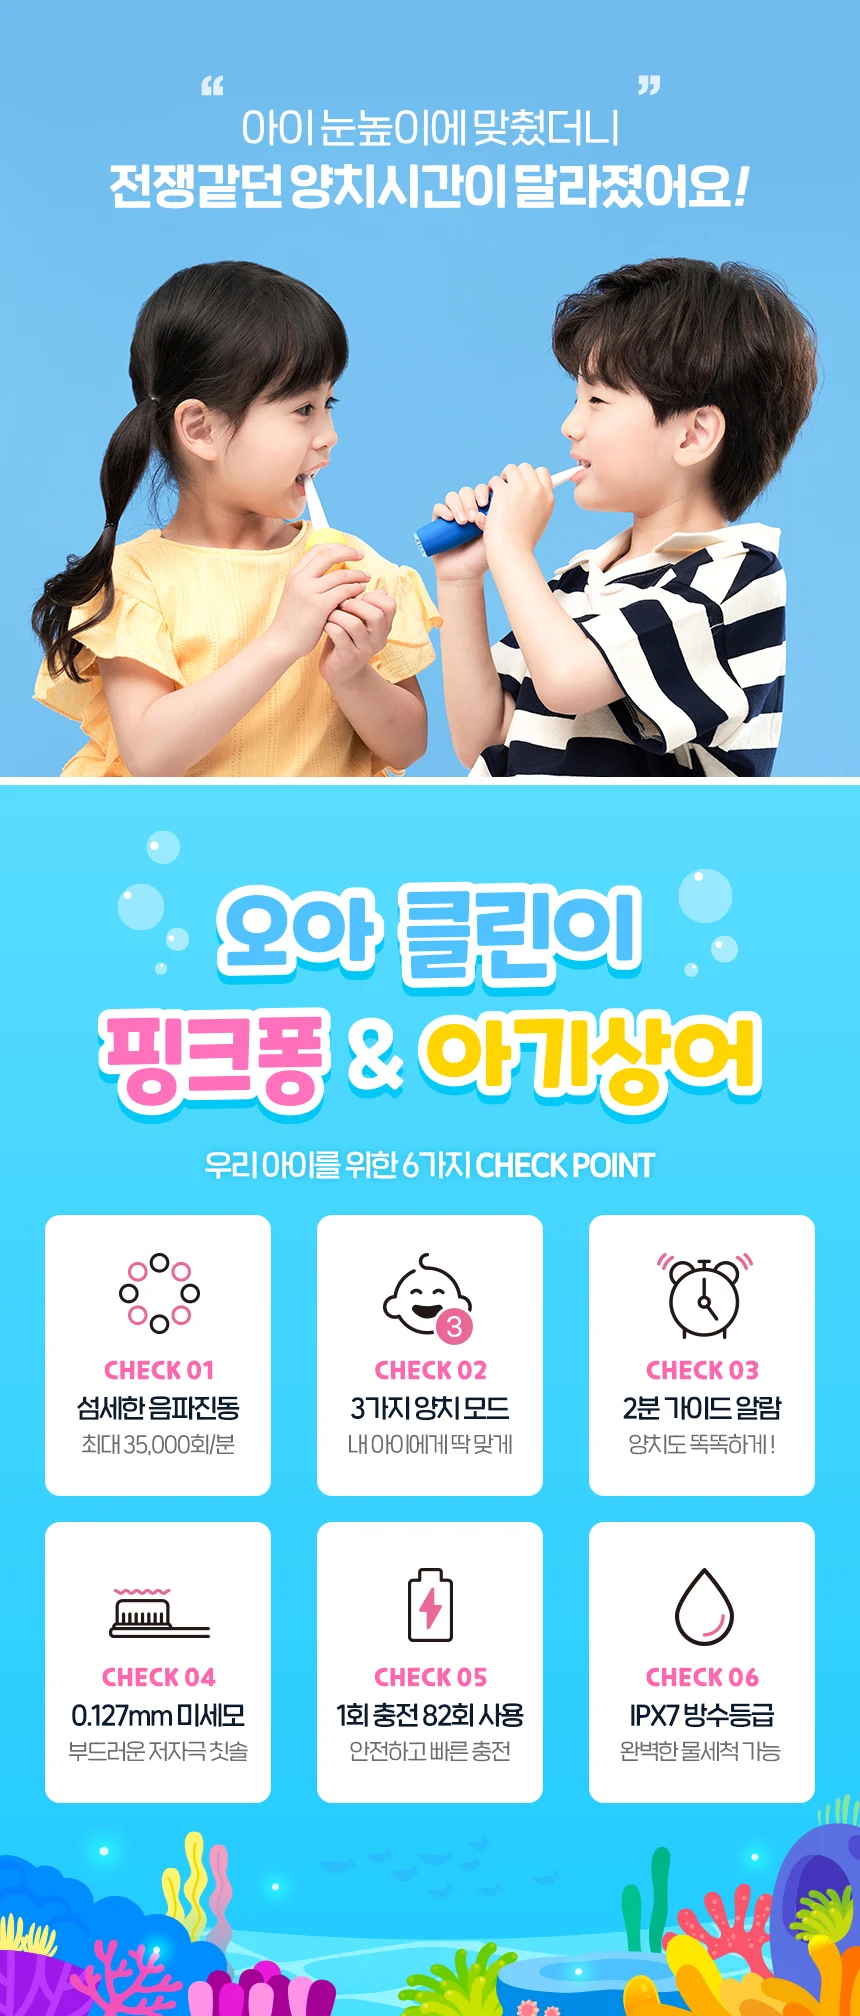 “ ”
아이 눈높이에 맞췄더니
전쟁같던 양치시간이 달라졌어요!
오아 클린이
핑크퐁 & 아기상어
우리 아이를 위한 6가지 CHECK POINT
CHECK 01
섬세한 음파진동
최대 35,000회/분
3
CHECK 02
3가지 양치 모드
내 아이에게 딱 맞게
CHECK 03
2분 가이드 알람
양치도 똑똑하게!
CHECK 04
0.127mm 미세모
부드러운 저자극 칫솔
CHECK 05
1회 충전 82회 사용
안전하고 빠른 충전
CHECK 06
IPX7 방수등급
완벽한 물세척 가능